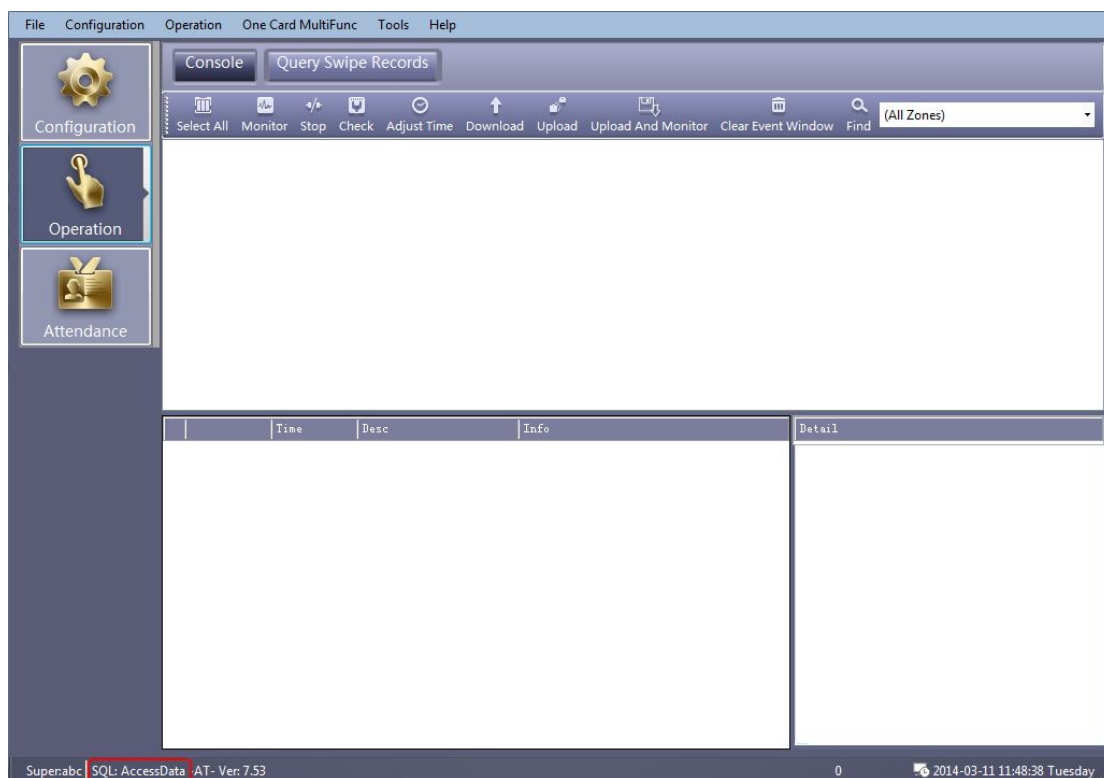 File Configuration Operation One Card MultiFunc Tools Help
Configuration
Operation
Attendance
Console Query Swipe Records
Select All Monitor Stop Check Adjust Time Download Upload Upload And Monitor Clear Event Window Find (All Zones)
Time Desc Info
Detail
Super:abc SQL: AccessData -AT- Ver: 7.53 0 2014-03-11 11:48:38 Tuesday